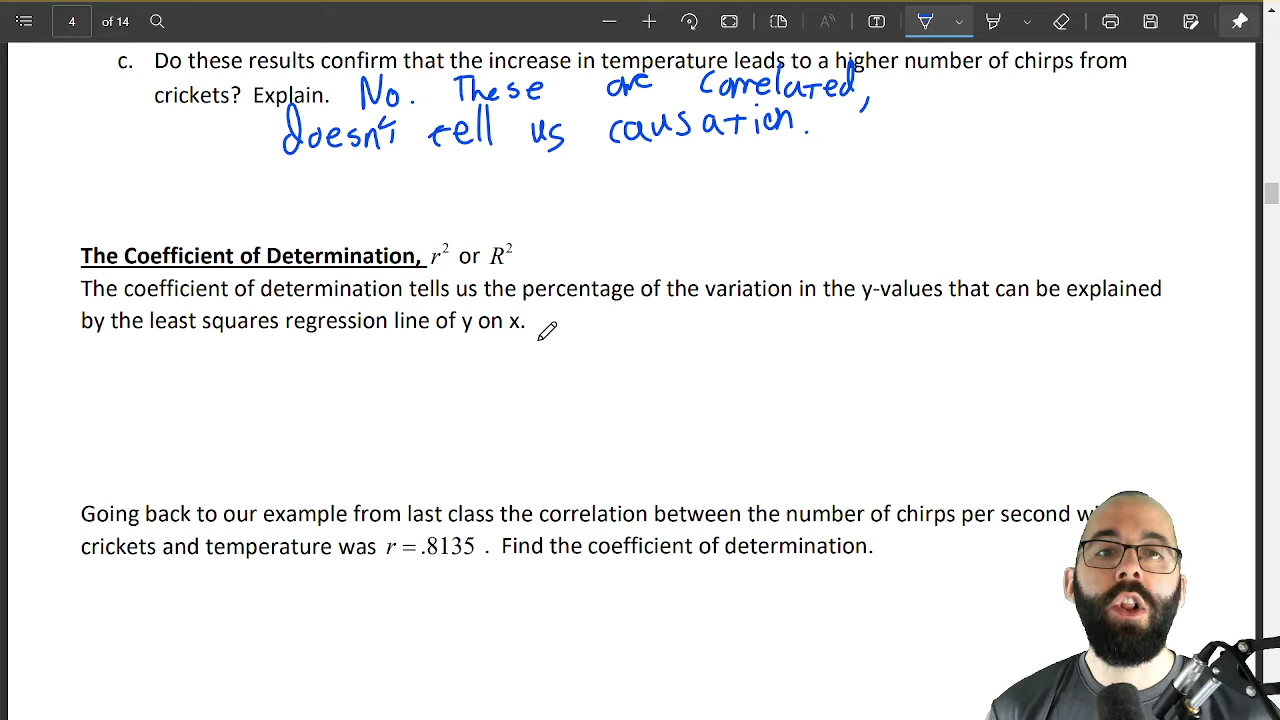 4 of 14
c. Do these results confirm that the increase in temperature leads to a higher number of chirps from
crickets? Explain. No. These are correlated,
doesn't tell us causation.
The Coefficient of Determination, r² or R²
The coefficient of determination tells us the percentage of the variation in the y-values that can be explained
by the least squares regression line of y on x.
Going back to our example from last class the correlation between the number of chirps per second
crickets and temperature was r = .8135 . Find the coefficient of determination.